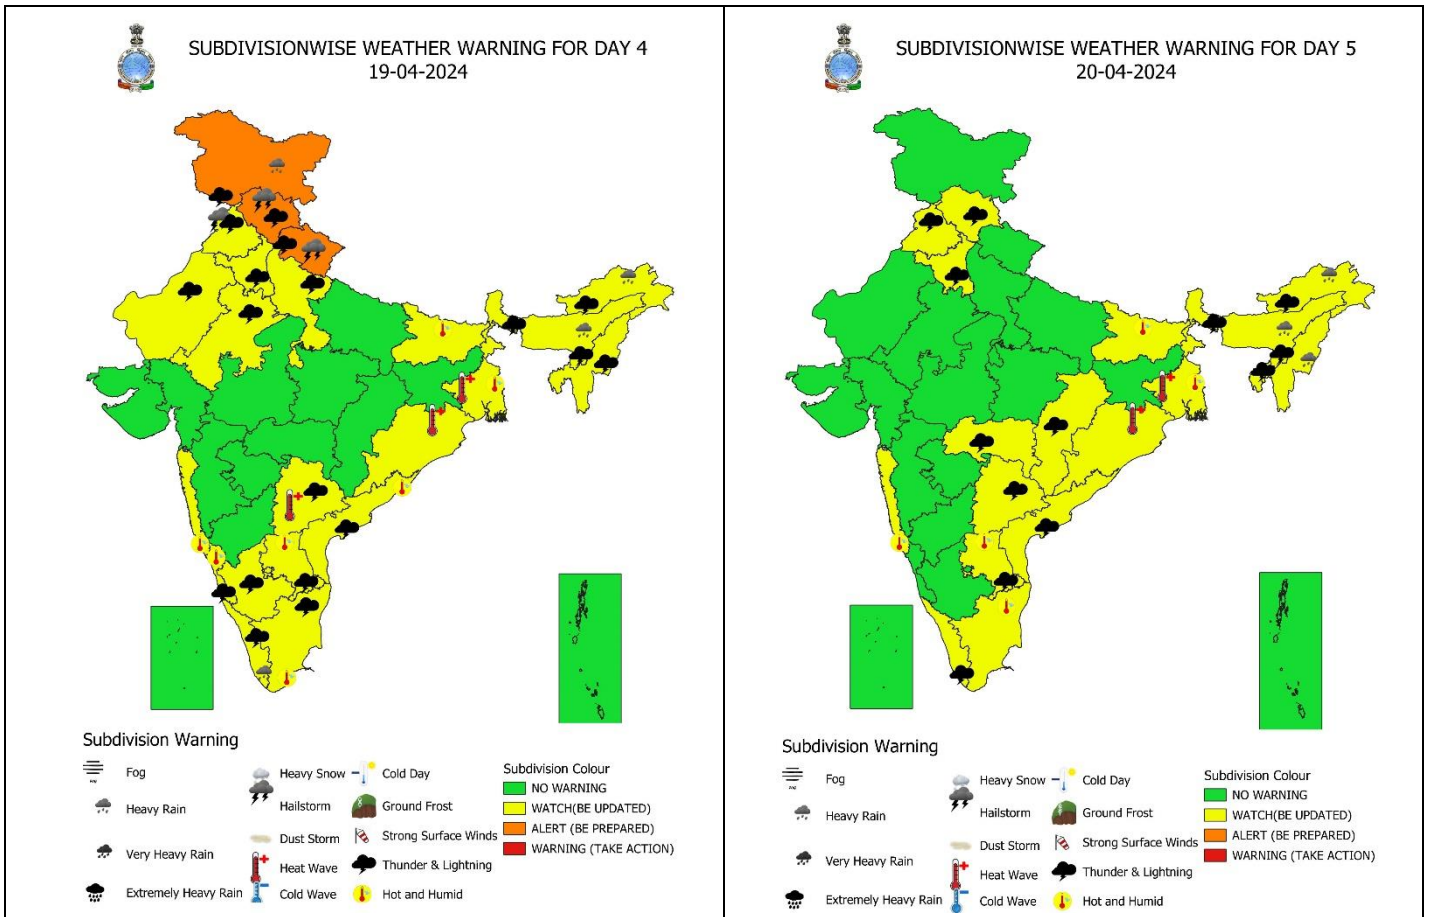 SUBDIVISIONWISE WEATHER WARNING FOR DAY 4
19-04-2024
Subdivision Warning
Fog
Heavy Rain
Very Heavy Rain
Extremely Heavy Rain
Heavy Snow
Hailstorm
Dust Storm
Heat Wave
Cold Wave
Cold Day
Ground Frost
Strong Surface Winds
Thunder & Lightning
Hot and Humid
Subdivision Colour
NO WARNING
WATCH(BE UPDATED)
ALERT (BE PREPARED)
WARNING (TAKE ACTION)
SUBDIVISIONWISE WEATHER WARNING FOR DAY 5
20-04-2024
Subdivision Warning
Fog
Heavy Rain
Very Heavy Rain
Extremely Heavy Rain
Heavy Snow
Hailstorm
Dust Storm
Heat Wave
Cold Wave
Cold Day
Ground Frost
Strong Surface Winds
Thunder & Lightning
Hot and Humid
Subdivision Colour
NO WARNING
WATCH(BE UPDATED)
ALERT (BE PREPARED)
WARNING (TAKE ACTION)